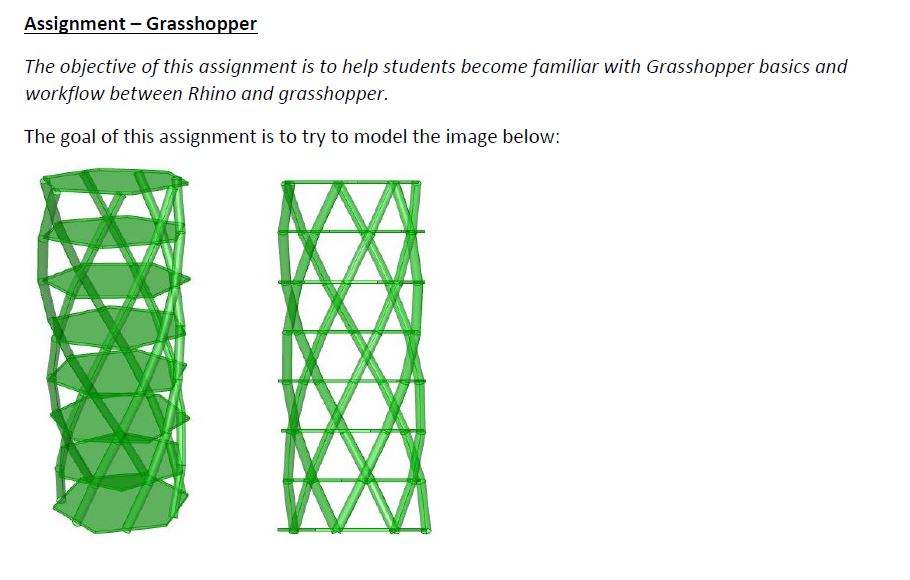 Assignment – Grasshopper
The objective of this assignment is to help students become familiar with Grasshopper basics and
workflow between Rhino and grasshopper.
The goal of this assignment is to try to model the image below: